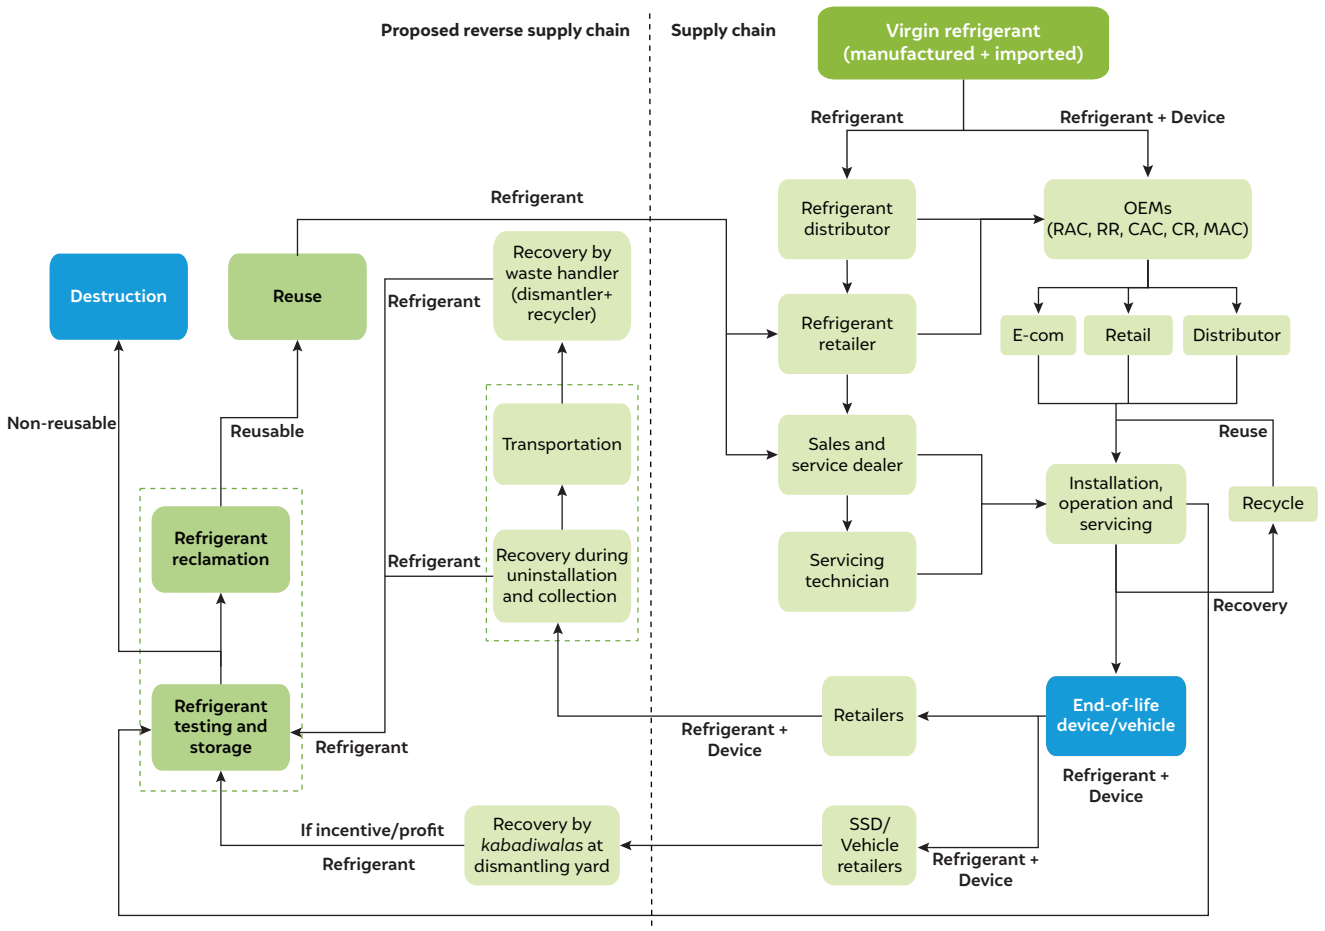 Proposed reverse supply chain
Supply chain
Virgin refrigerant
(manufactured + imported)
Refrigerant
Refrigerant + Device
Refrigerant
distributor
OEMs
(RAC, RR, CAC, CR, MAC)
Refrigerant
Destruction
Reuse
Recovery by
waste handler
(dismantler+
recycler)
Refrigerant
Refrigerant
retailer
E-com
Retail
Distributor
Non-reusable
Reusable
Transportation
Sales and
service dealer
Reuse
Installation,
operation and
servicing
Recycle
Refrigerant
reclamation
Refrigerant
Recovery during
uninstallation
and collection
Servicing
technician
Recovery
Refrigerant
testing and
storage
Refrigerant
Refrigerant +
Device
Retailers
End-of-life
device/vehicle
Refrigerant +
Device
If incentive/profit
Refrigerant
Recovery by
kabadiwalas at
dismantling yard
SSD/
Vehicle
retailers
Refrigerant +
Device